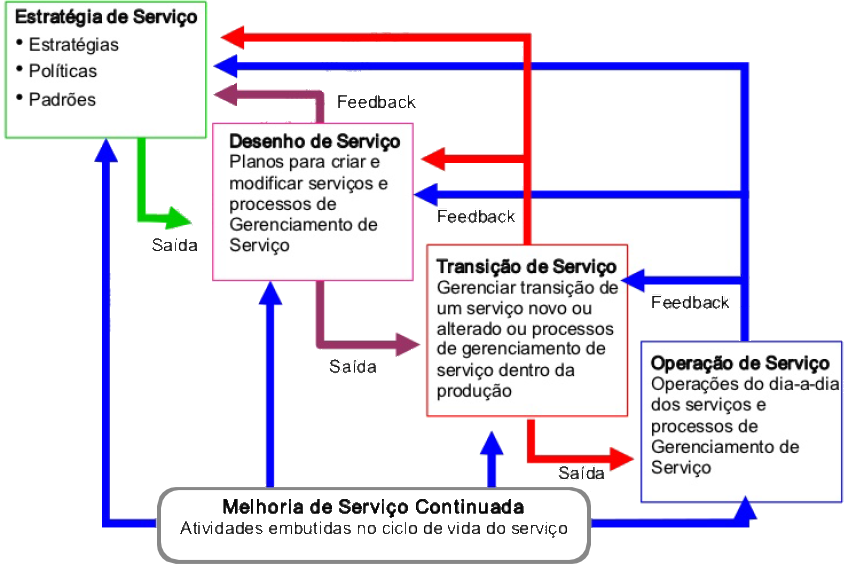 Estratégia de Serviço
• Estratégias
• Políticas
• Padrões
Feedback
Desenho de Serviço
Planos para criar e
modificar serviços e
processos de
Gerenciamento de
Serviço
Saída
Feedback
Transição de Serviço
Gerenciar transição de
um serviço novo ou
alterado ou processos
de gerenciamento de
serviço dentro da
produção
Feedback
Saída
Operação de Serviço
Operações do dia-a-dia
dos serviços e
processos de
Gerenciamento de
Serviço
Saída
Melhoria de Serviço Continuada
Atividades embutidas no ciclo de vida do serviço